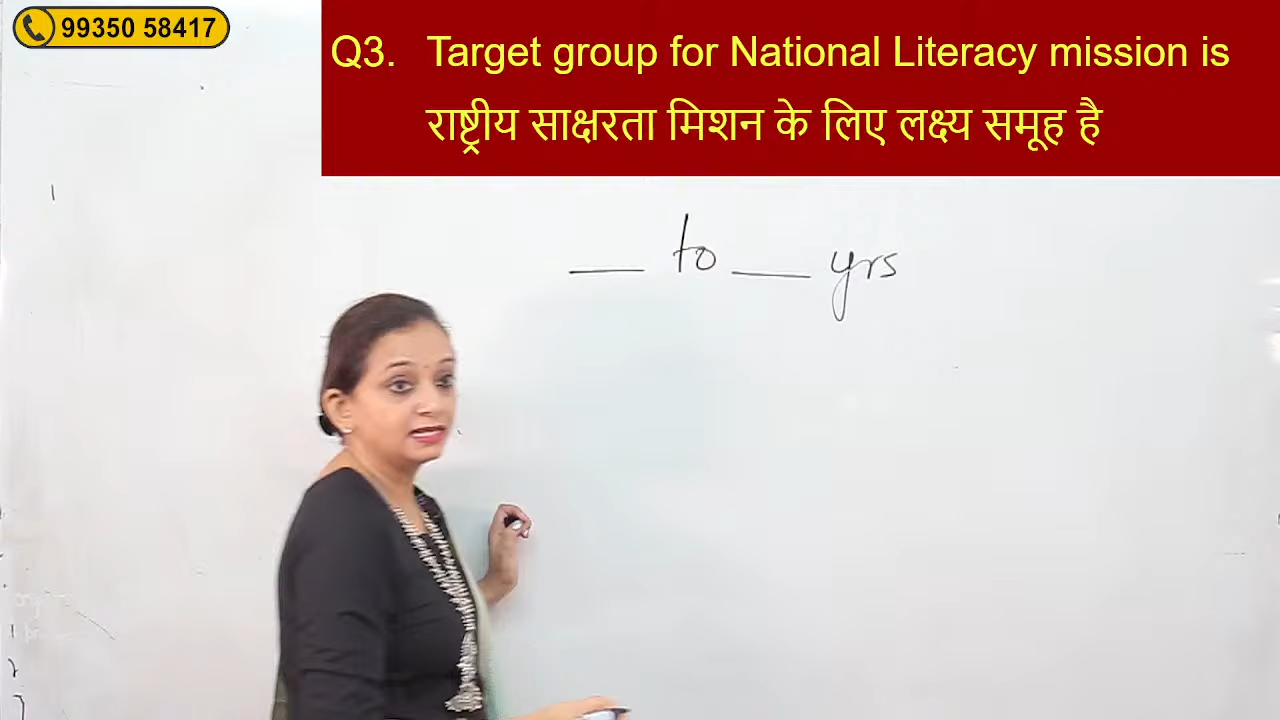 99350 58417
Q3. Target group for National Literacy mission is
राष्ट्रीय साक्षरता मिशन के लिए लक्ष्य समूह है
__ to __ yrs